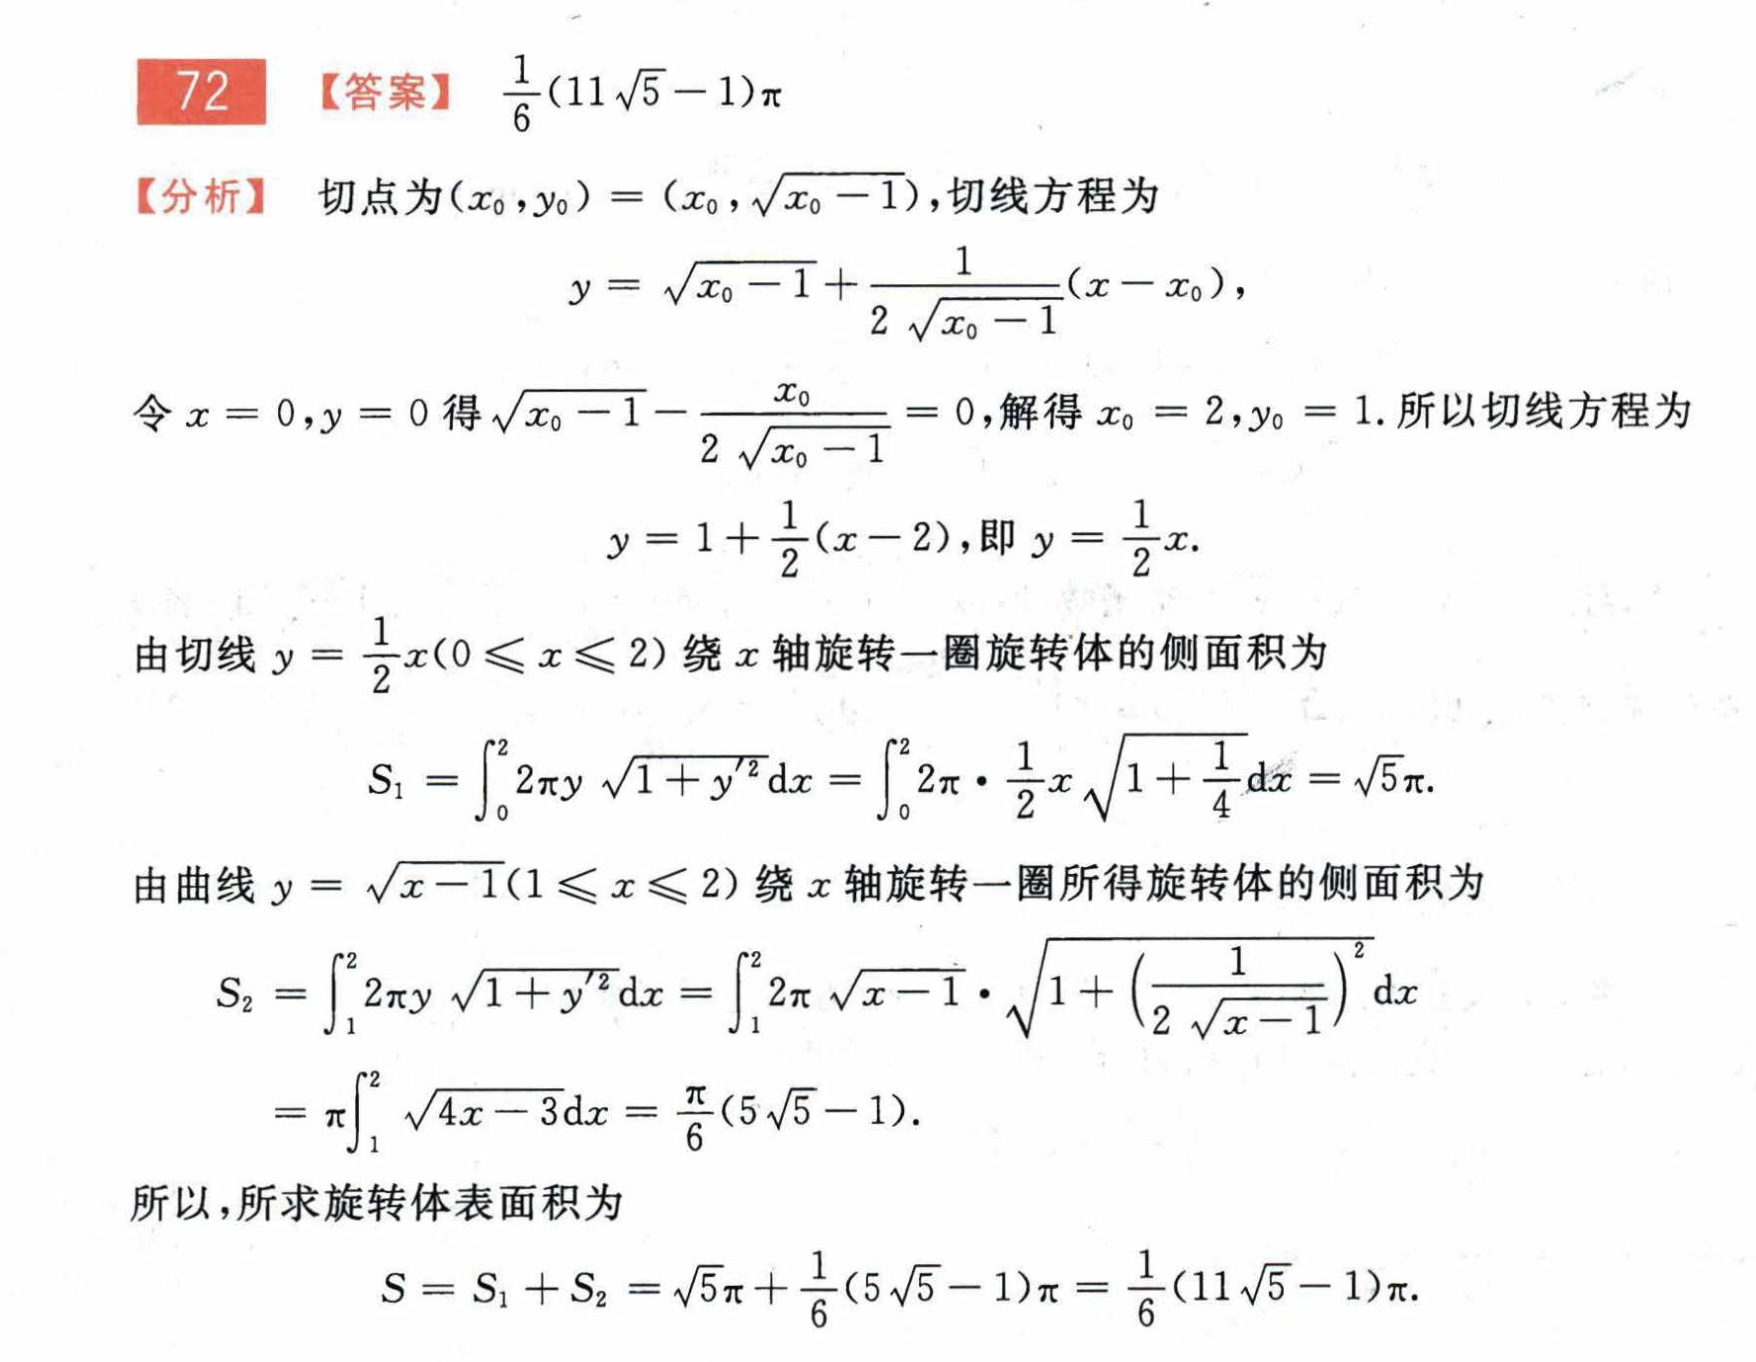 72 【答案】 $\frac{1}{6}(11\sqrt{5}-1)\pi$
【分析】 切点为$(x_0,y_0)=(x_0,\sqrt{x_0-1})$,切线方程为
$y=\sqrt{x_0-1}+\frac{1}{2\sqrt{x_0-1}}(x-x_0),$
令 $x=0,y=0$ 得 $\sqrt{x_0-1}-\frac{x_0}{2\sqrt{x_0-1}}=0$,解得 $x_0=2,y_0=1.$ 所以切线方程为
$y=1+\frac{1}{2}(x-2)$,即 $y=\frac{1}{2}x.$
由切线 $y=\frac{1}{2}x(0\leqslant x\leqslant 2)$ 绕 $x$ 轴旋转一圈旋转体的侧面积为
$S_1=\int_0^2 2\pi y\sqrt{1+y'^2}\mathrm{d}x=\int_0^2 2\pi\cdot\frac{1}{2}x\sqrt{1+\frac{1}{4}}\mathrm{d}x=\sqrt{5}\pi.$
由曲线 $y=\sqrt{x-1}(1\leqslant x\leqslant 2)$ 绕 $x$ 轴旋转一圈所得旋转体的侧面积为
$S_2=\int_1^2 2\pi y\sqrt{1+y'^2}\mathrm{d}x=\int_1^2 2\pi\sqrt{x-1}\cdot\sqrt{1+\left(\frac{1}{2\sqrt{x-1}}\right)^2}\mathrm{d}x$
$=\pi\int_1^2\sqrt{4x-3}\mathrm{d}x=\frac{\pi}{6}(5\sqrt{5}-1).$
所以,所求旋转体表面积为
$S=S_1+S_2=\sqrt{5}\pi+\frac{1}{6}(5\sqrt{5}-1)\pi=\frac{1}{6}(11\sqrt{5}-1)\pi.$